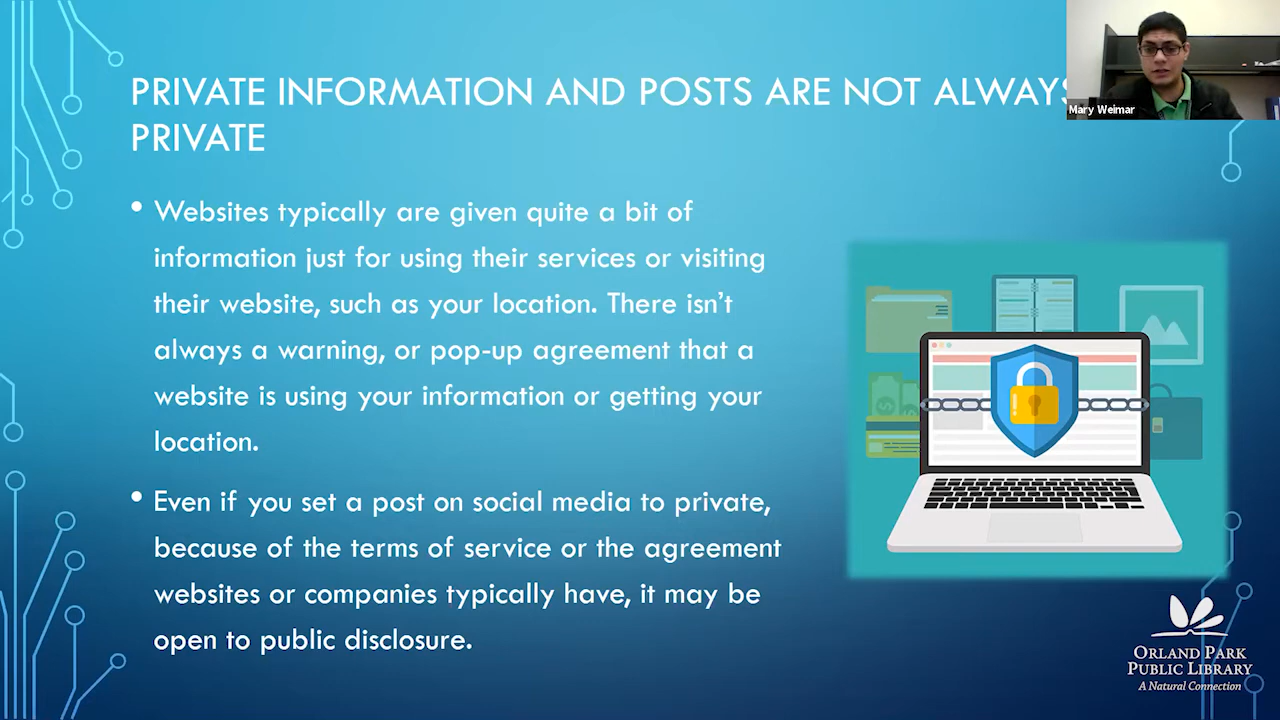 PRIVATE INFORMATION AND POSTS ARE NOT ALWAYS
PRIVATE
Mary Weimar
• Websites typically are given quite a bit of
information just for using their services or visiting
their website, such as your location. There isn’t
always a warning, or pop-up agreement that a
website is using your information or getting your
location.
• Even if you set a post on social media to private,
because of the terms of service or the agreement
websites or companies typically have, it may be
open to public disclosure.
ORLAND PARK
PUBLIC LIBRARY
A Natural Connection